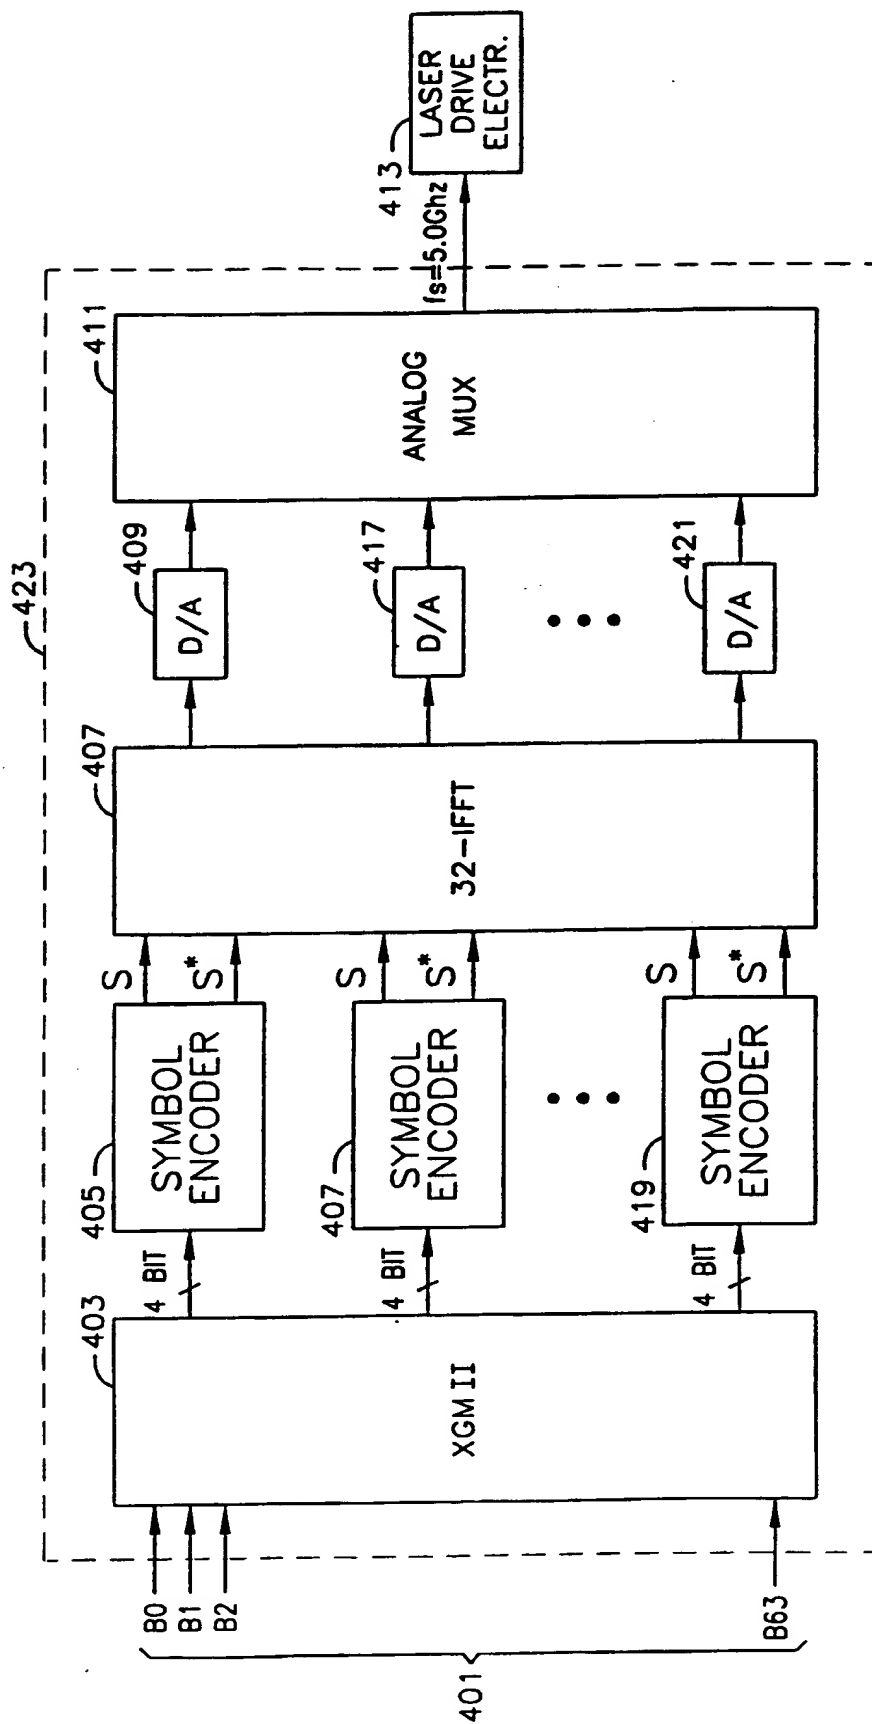 423
401
B0
B1
B2
B63
403
XGMII
4 BIT
4 BIT
4 BIT
405
SYMBOL
ENCODER
407
SYMBOL
ENCODER
419
SYMBOL
ENCODER
S
S*
S
S*
S
S*
407
32-IFFT
409
D/A
417
D/A
421
D/A
411
ANALOG
MUX
fs=5.0Ghz
413
LASER
DRIVE
ELECTR.